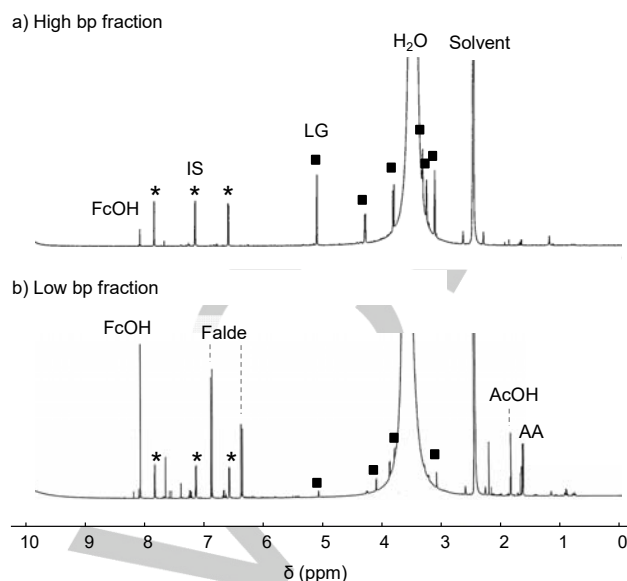 a) High bp fraction
H₂O
Solvent
LG
IS
FcOH
b) Low bp fraction
FcOH
Falde
AcOH
AA
10 9 8 7 6 5 4 3 2 1 0
δ (ppm)